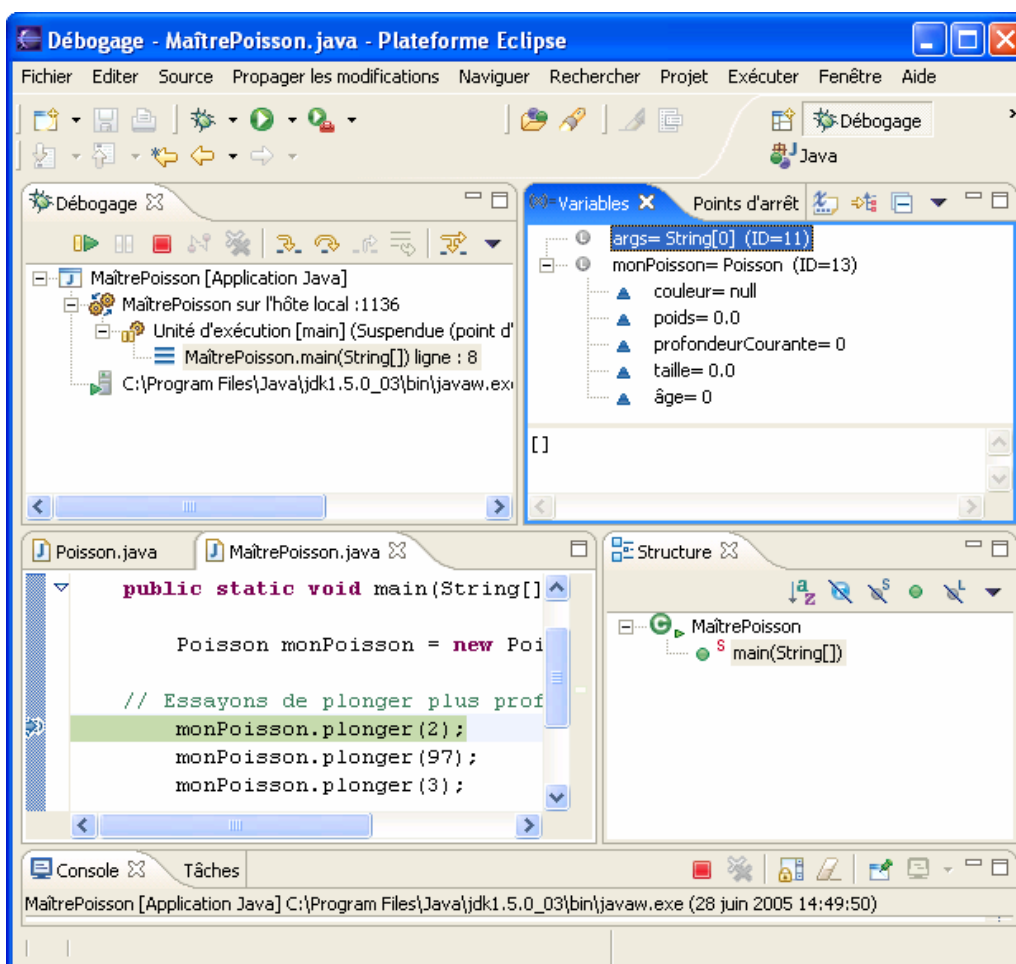 Débogage - MaîtrePoisson.java - Plateforme Eclipse
Fichier Editer Source Propager les modifications Naviguer Rechercher Projet Exécuter Fenêtre Aide
Débogage
Java
Débogage
MaîtrePoisson [Application Java]
MaîtrePoisson sur l'hôte local :1136
Unité d'exécution [main] (Suspendue (point d'
MaîtrePoisson.main(String[]) ligne : 8
C:\Program Files\Java\jdk1.5.0_03\bin\javaw.ex
(x)= Variables Points d'arrêt
args= String[0] (ID=11)
monPoisson= Poisson (ID=13)
couleur= null
poids= 0.0
profondeurCourante= 0
taille= 0.0
âge= 0
[]
Poisson.java MaîtrePoisson.java
public static void main(String[]
Poisson monPoisson = new Poi
// Essayons de plonger plus prof
monPoisson.plonger(2);
monPoisson.plonger(97);
monPoisson.plonger(3);
Structure
MaîtrePoisson
main(String[])
Console Tâches
MaîtrePoisson [Application Java] C:\Program Files\Java\jdk1.5.0_03\bin\javaw.exe (28 juin 2005 14:49:50)